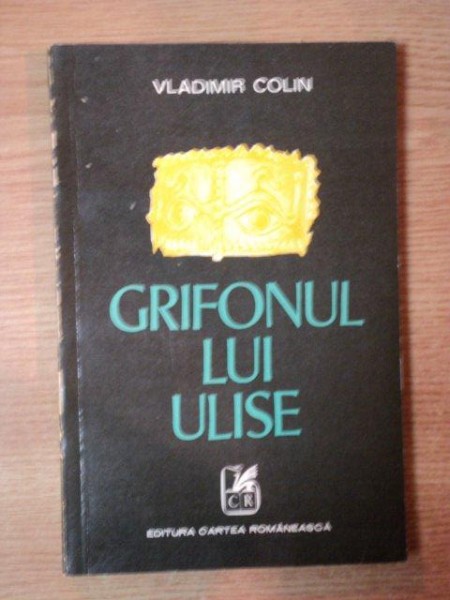 VLADIMIR COLIN
GRIFONUL
LUI
ULISE
CR
EDITURA CARTEA ROMÂNEASCĂ